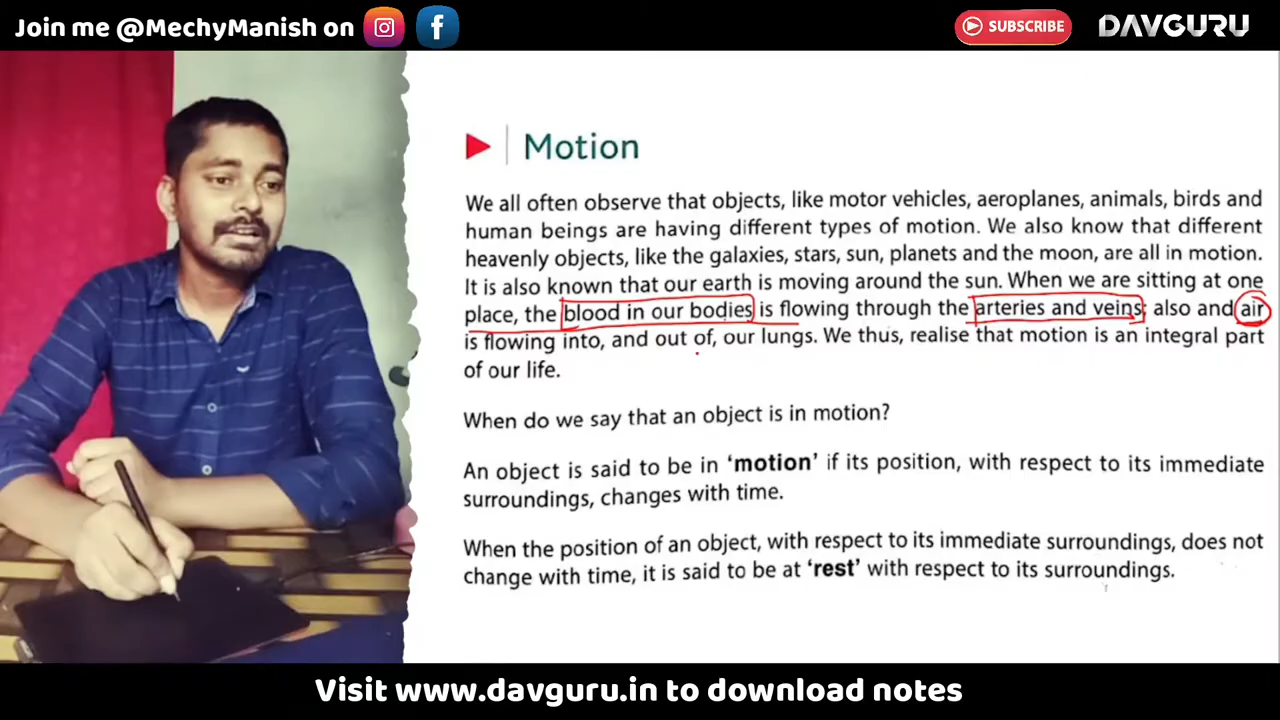 Join me @MechyManish on
SUBSCRIBE
DAVGURU
Motion
We all often observe that objects, like motor vehicles, aeroplanes, animals, birds and
human beings are having different types of motion. We also know that different
heavenly objects, like the galaxies, stars, sun, planets and the moon, are all in motion.
It is also known that our earth is moving around the sun. When we are sitting at one
place, the blood in our bodies is flowing through the arteries and veins; also and air
is flowing into, and out of, our lungs. We thus, realise that motion is an integral part
of our life.
When do we say that an object is in motion?
An object is said to be in ‘motion’ if its position, with respect to its immediate
surroundings, changes with time.
When the position of an object, with respect to its immediate surroundings, does not
change with time, it is said to be at ‘rest’ with respect to its surroundings.
Visit www.davguru.in to download notes